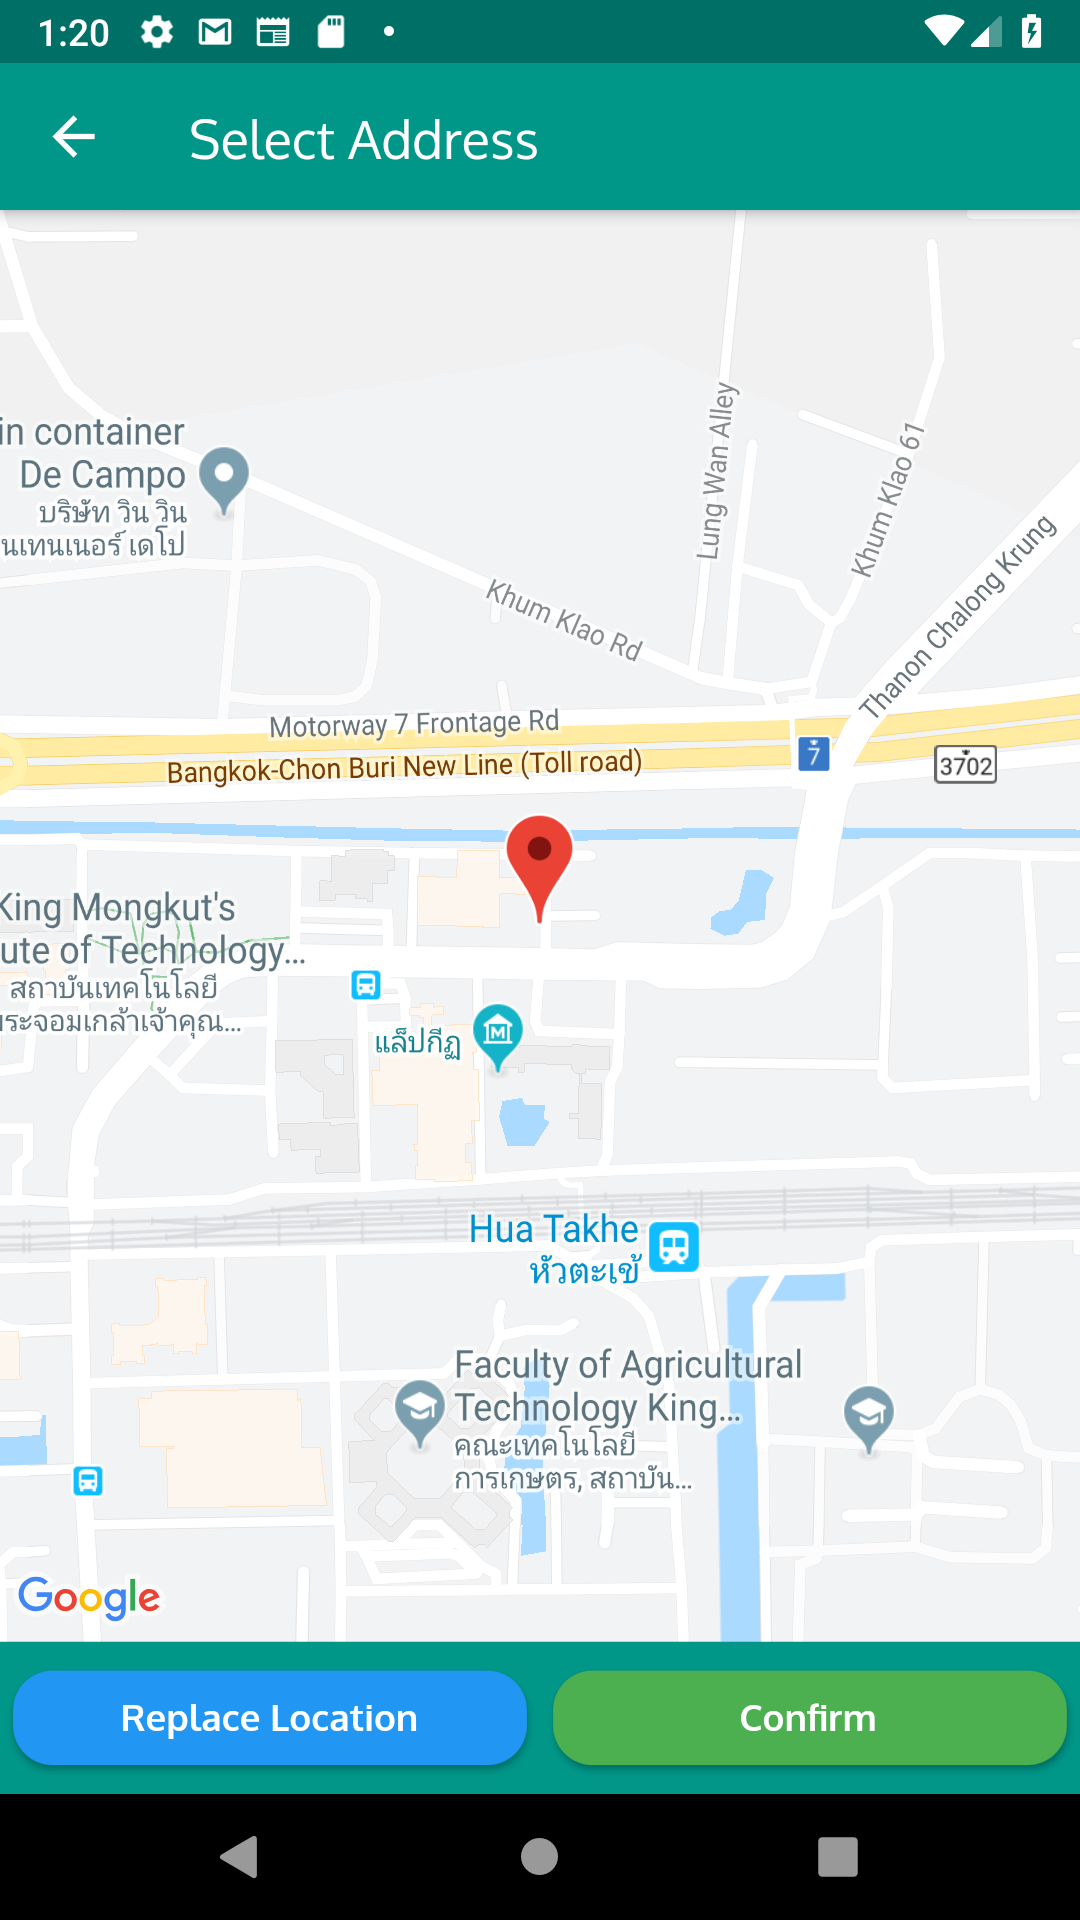 1:20
Select Address
in container
De Campo
บริษัท วิน วิน
นเทนเนอร์ เดโป
Lung Wan Alley
Khum Klao 61
Thanon Chalong Krung
Khum Klao Rd
Motorway 7 Frontage Rd
Bangkok-Chon Buri New Line (Toll road)
7
3702
King Mongkut's
ute of Technology...
สถาบันเทคโนโลยี
พระจอมเกล้าเจ้าคุณ...
M
แล็ปกีฏ
Hua Takhe
หัวตะเข้
Faculty of Agricultural
Technology King...
คณะเทคโนโลยี
การเกษตร, สถาบัน...
Google
Replace Location
Confirm